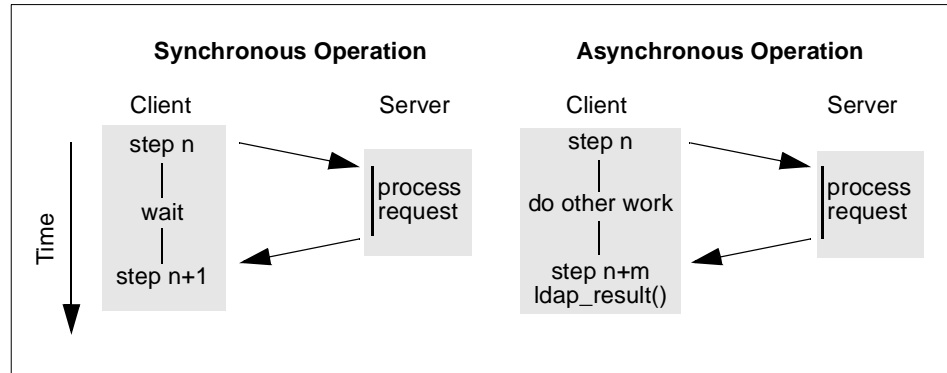 Synchronous Operation
Asynchronous Operation
Client
Server
Client
Server
Time
step n
wait
step n+1
process
request
step n
do other work
step n+m
ldap_result()
process
request